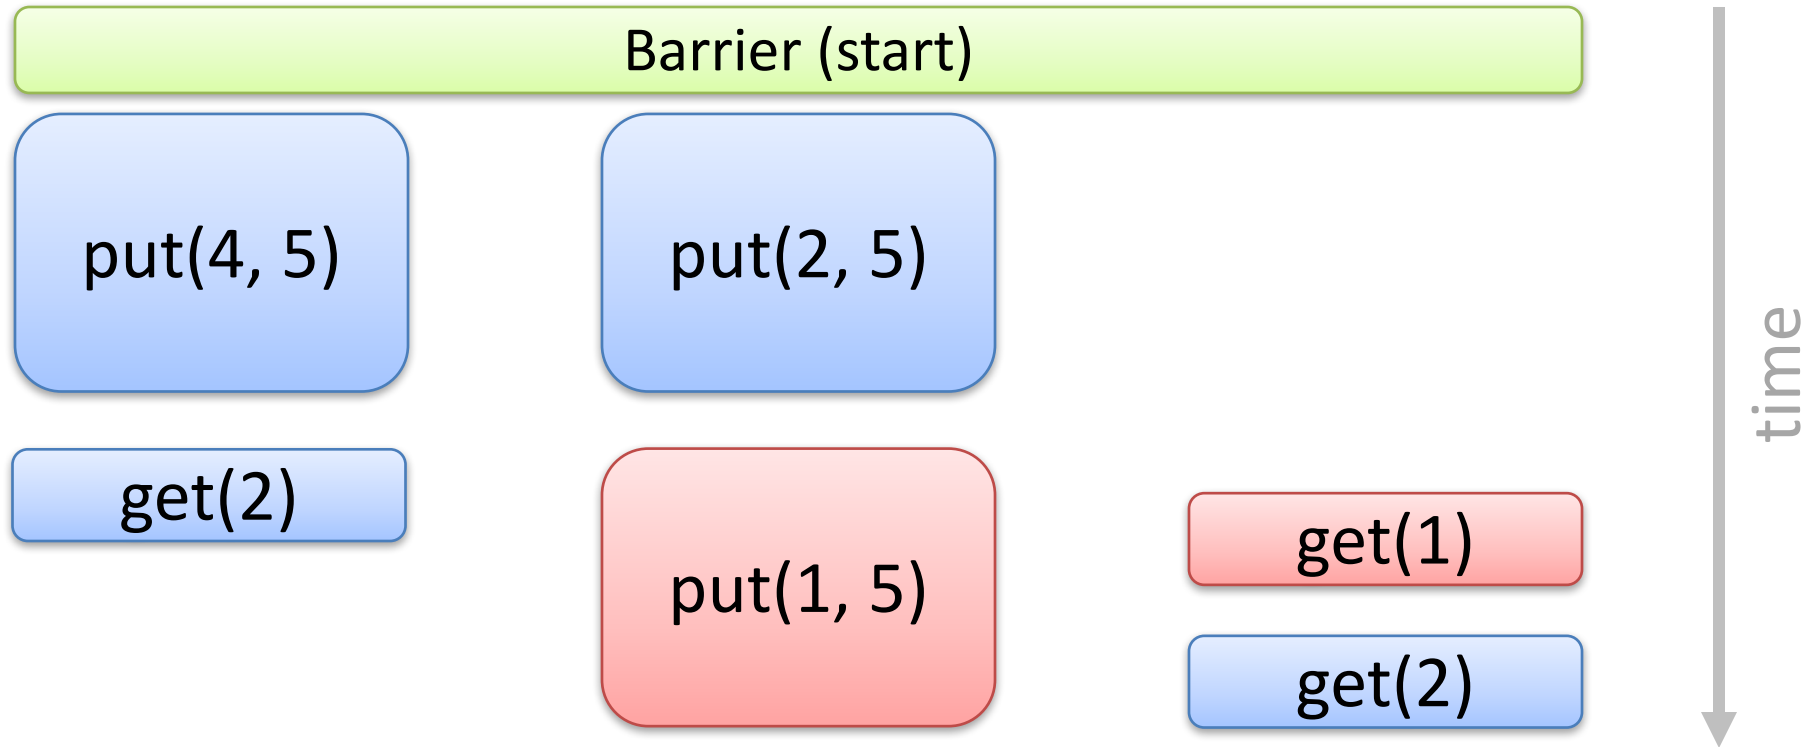 Barrier (start)
put(4, 5)
put(2, 5)
get(2)
put(1, 5)
get(1)
get(2)
time